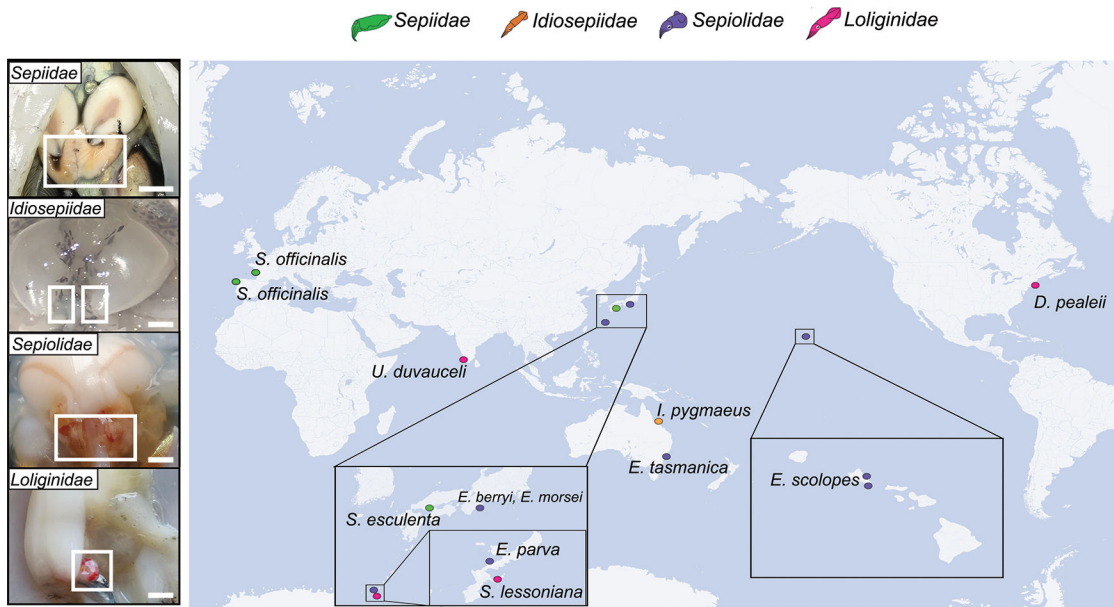 Sepiidae
Idiosepiidae
Sepiolidae
Loliginidae
Sepiidae
Idiosepiidae
Sepiolidae
Loliginidae
S. officinalis
S. officinalis
D. pealeii
U. duvauceli
I. pygmaeus
E. tasmanica
E. scolopes
E. berryi, E. morsei
S. esculenta
E. parva
S. lessoniana